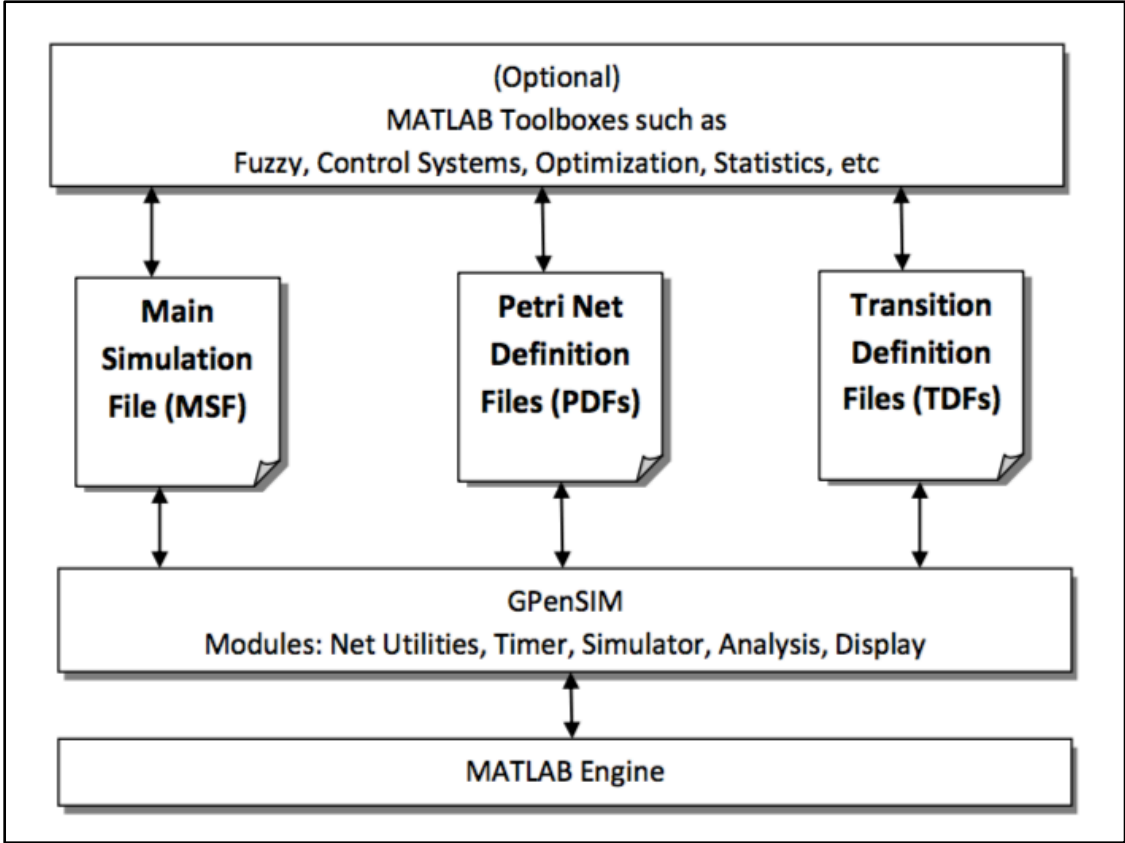 (Optional)
MATLAB Toolboxes such as
Fuzzy, Control Systems, Optimization, Statistics, etc
Main
Simulation
File (MSF)
Petri Net
Definition
Files (PDFs)
Transition
Definition
Files (TDFs)
GPenSIM
Modules: Net Utilities, Timer, Simulator, Analysis, Display
MATLAB Engine